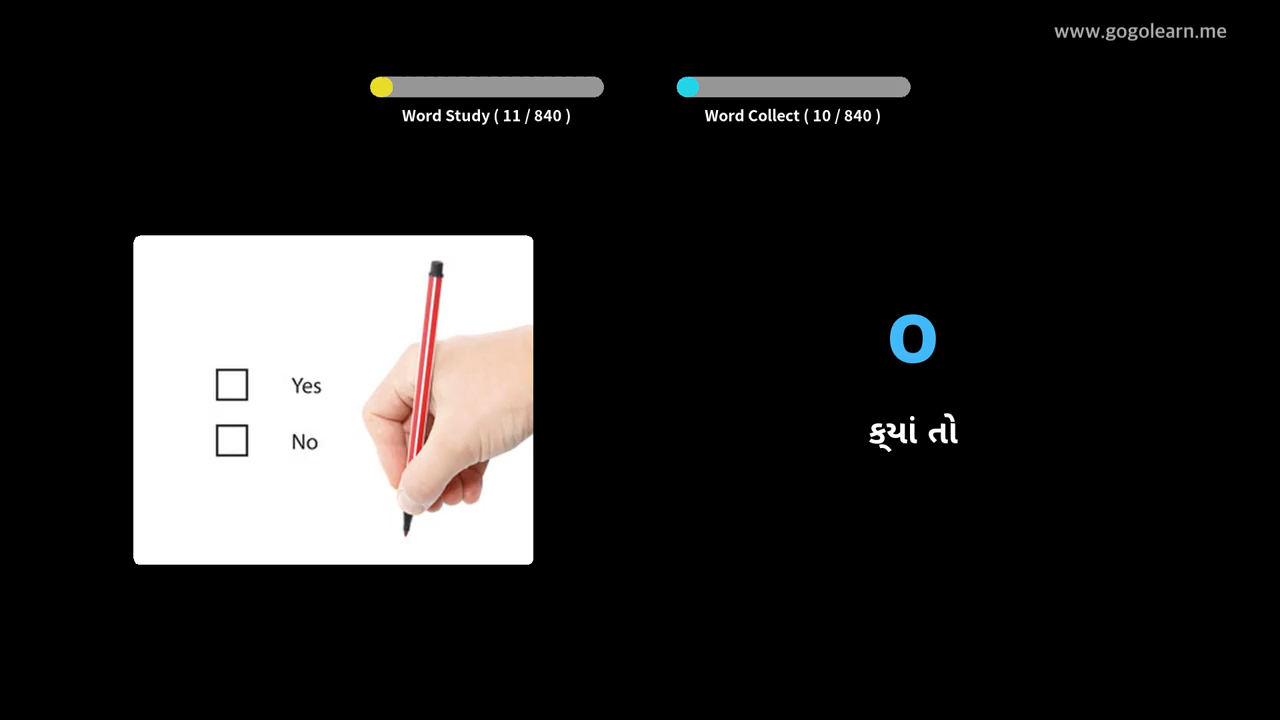 www.gogolearn.me
Word Study ( 11 / 840 )
Word Collect ( 10 / 840 )
Yes
No
o
ક્યાં તો